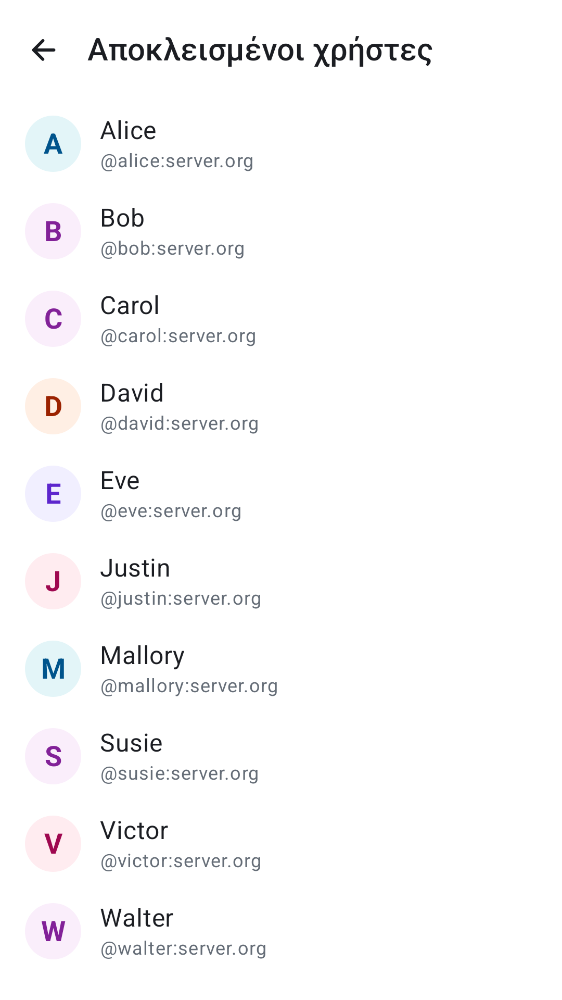 Αποκλεισμένοι χρήστες
A
Alice
@alice:server.org
B
Bob
@bob:server.org
C
Carol
@carol:server.org
D
David
@david:server.org
E
Eve
@eve:server.org
J
Justin
@justin:server.org
M
Mallory
@mallory:server.org
S
Susie
@susie:server.org
V
Victor
@victor:server.org
W
Walter
@walter:server.org